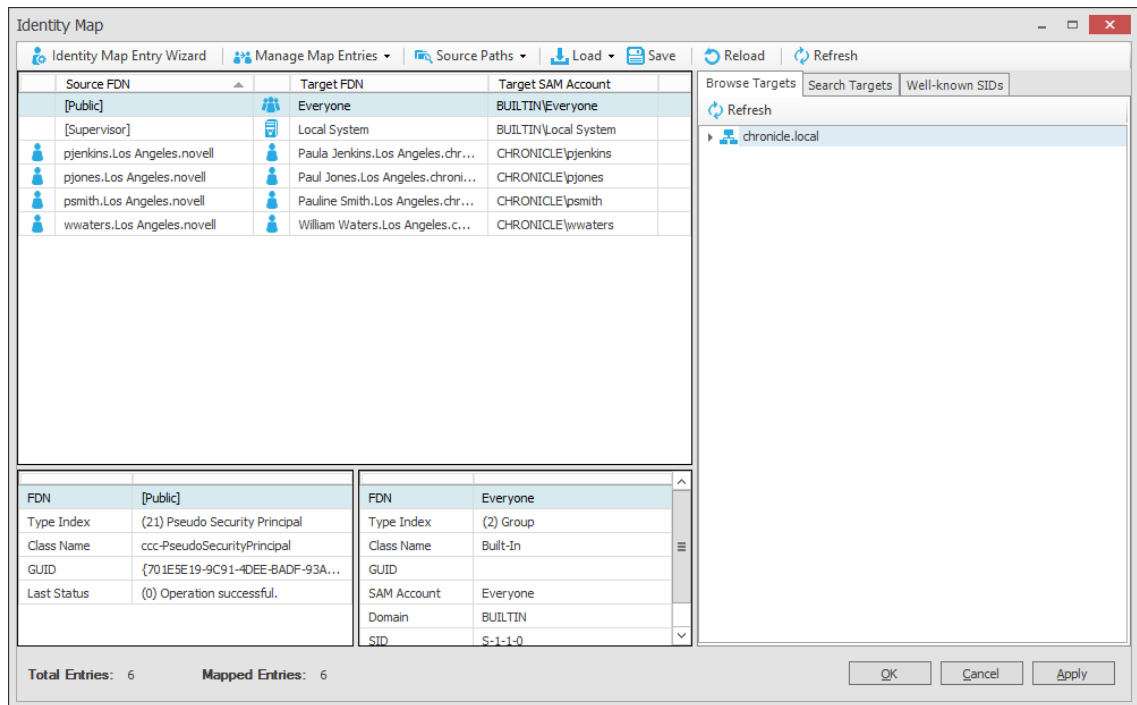 Identity Map
Identity Map Entry Wizard Manage Map Entries Source Paths Load Save Reload Refresh
Source FDN Target FDN Target SAM Account
[Public] Everyone BUILTIN\Everyone
[Supervisor] Local System BUILTIN\Local System
pjenkins.Los Angeles.novell Paula Jenkins.Los Angeles.chr... CHRONICLE\pjenkins
pjones.Los Angeles.novell Paul Jones.Los Angeles.chroni... CHRONICLE\pjones
psmith.Los Angeles.novell Pauline Smith.Los Angeles.chr... CHRONICLE\psmith
wwaters.Los Angeles.novell William Waters.Los Angeles.c... CHRONICLE\wwaters
Browse Targets Search Targets Well-known SIDs
Refresh
chronicle.local
FDN [Public]
Type Index (21) Pseudo Security Principal
Class Name ccc-PseudoSecurityPrincipal
GUID {701E5E19-9C91-4DEE-BADF-93A...
Last Status (0) Operation successful.
FDN Everyone
Type Index (2) Group
Class Name Built-In
GUID
SAM Account Everyone
Domain BUILTIN
SID S-1-1-0
Total Entries: 6 Mapped Entries: 6
OK Cancel Apply